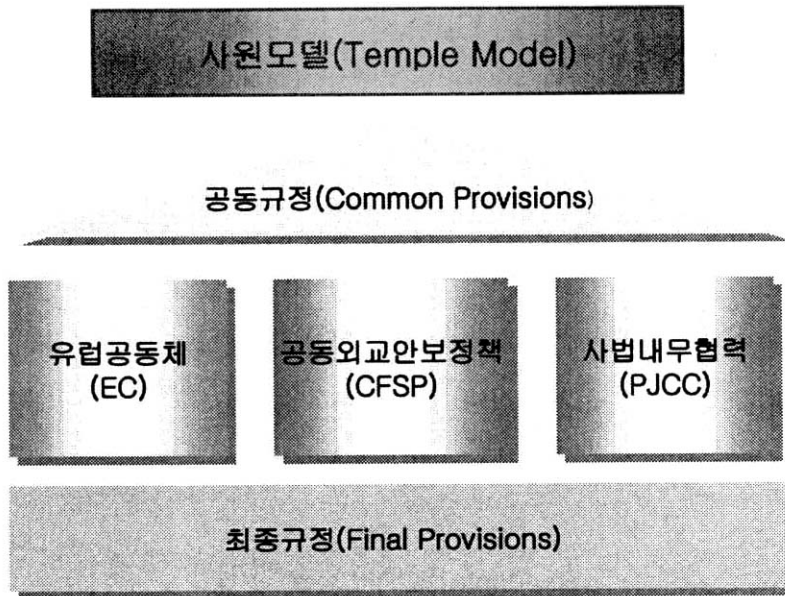 사원모델(Temple Model)
공동규정(Common Provisions)
유럽공동체
(EC)
공동외교안보정책
(CFSP)
사법내무협력
(PJCC)
최종규정(Final Provisions)